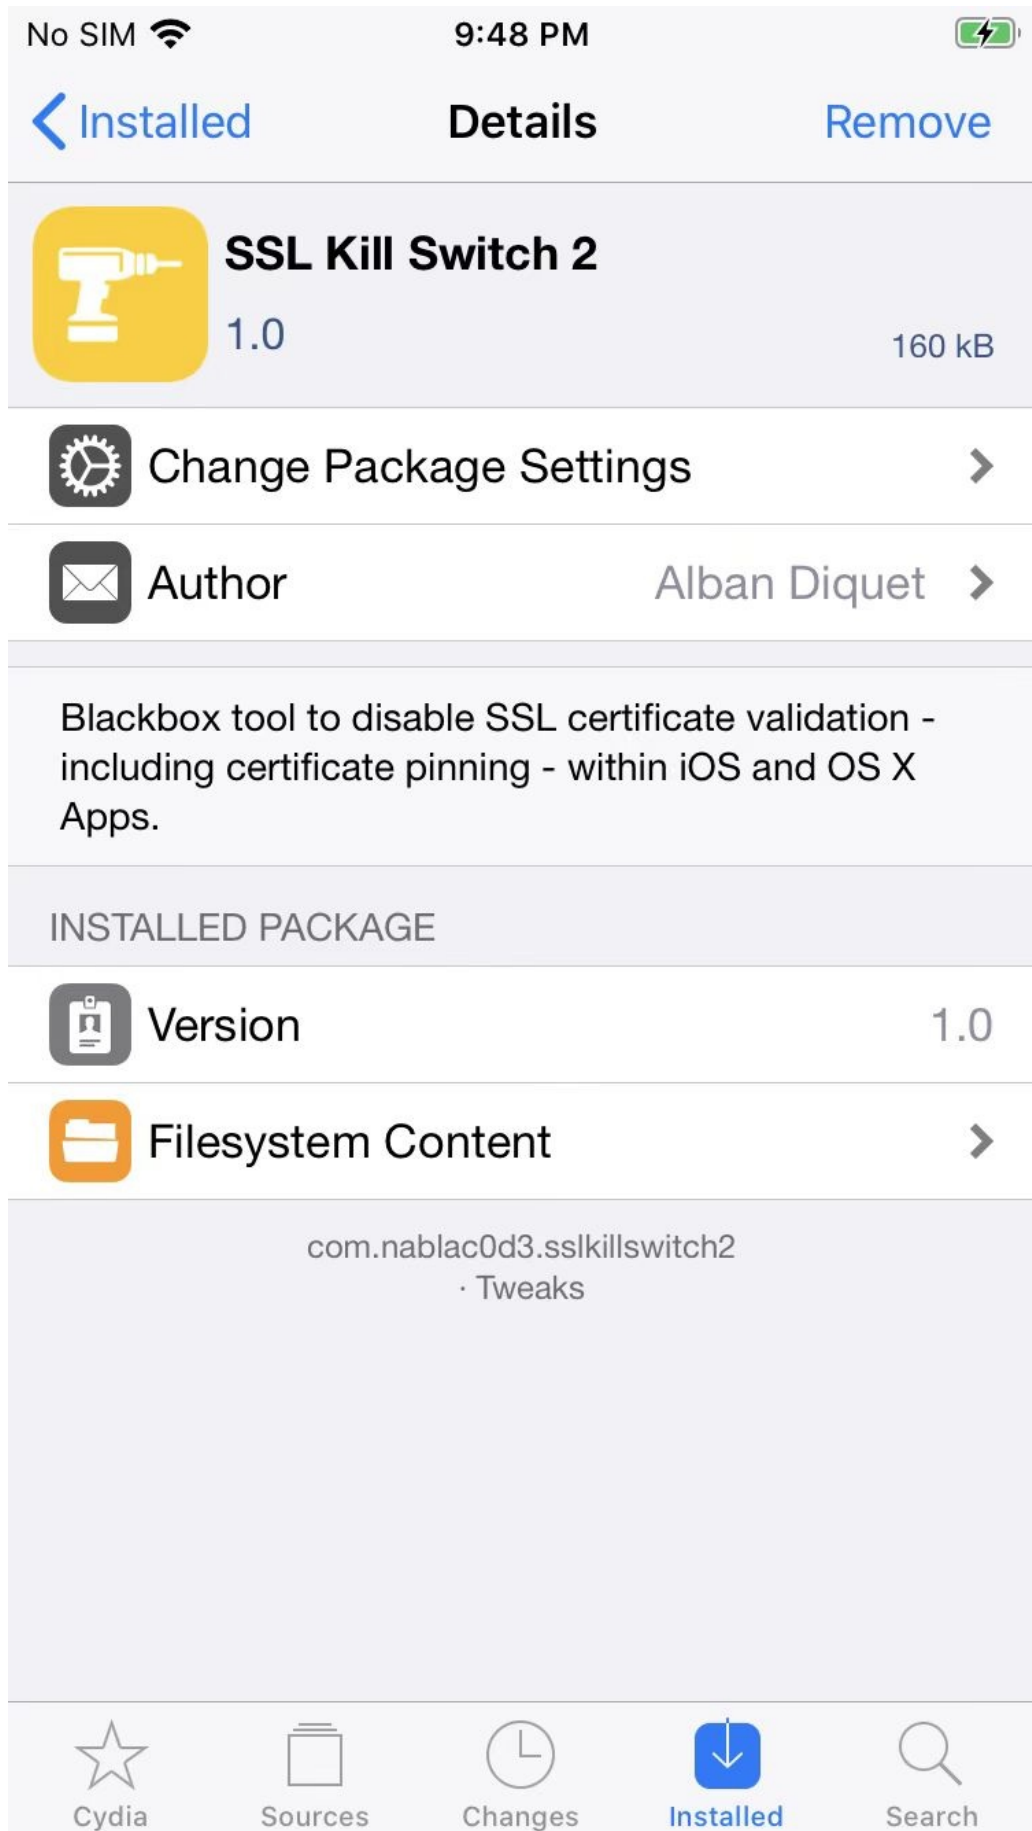 No SIM 9:48 PM
Installed Details Remove
SSL Kill Switch 2
1.0 160 kB
Change Package Settings
Author Alban Diquet
Blackbox tool to disable SSL certificate validation -
including certificate pinning - within iOS and OS X
Apps.
INSTALLED PACKAGE
Version 1.0
Filesystem Content
com.nablac0d3.sslkillswitch2
· Tweaks
Cydia Sources Changes Installed Search